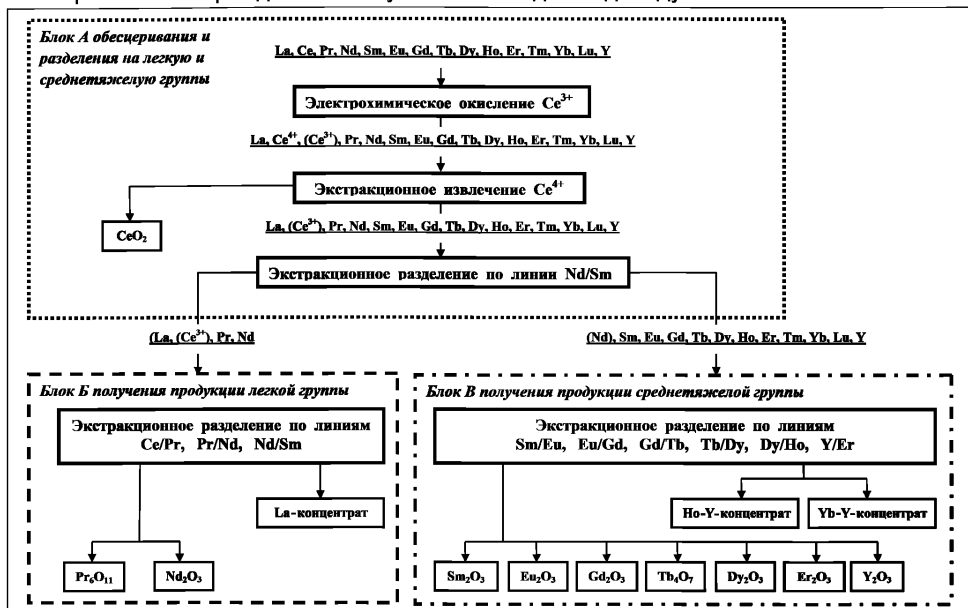 Блок А обесцеривания и
разделения на легкую и
среднетяжелую группы
La, Ce, Pr, Nd, Sm, Eu, Gd, Tb, Dy, Ho, Er, Tm, Yb, Lu, Y
Электрохимическое окисление Ce³⁺
La, Ce⁴⁺, (Ce³⁺), Pr, Nd, Sm, Eu, Gd, Tb, Dy, Ho, Er, Tm, Yb, Lu, Y
Экстракционное извлечение Ce⁴⁺
CeO₂
La, (Ce³⁺), Pr, Nd, Sm, Eu, Gd, Tb, Dy, Ho, Er, Tm, Yb, Lu, Y
Экстракционное разделение по линии Nd/Sm
(La, (Ce³⁺), Pr, Nd
(Nd), Sm, Eu, Gd, Tb, Dy, Ho, Er, Tm, Yb, Lu, Y
Блок Б получения продукции легкой группы
Экстракционное разделение по линиям
Ce/Pr, Pr/Nd, Nd/Sm
La-концентрат
Pr₆O₁₁
Nd₂O₃
Блок В получения продукции среднетяжелой группы
Экстракционное разделение по линиям
Sm/Eu, Eu/Gd, Gd/Tb, Tb/Dy, Dy/Ho, Y/Er
Ho-Y-концентрат
Yb-Y-концентрат
Sm₂O₃
Eu₂O₃
Gd₂O₃
Tb₄O₇
Dy₂O₃
Er₂O₃
Y₂O₃